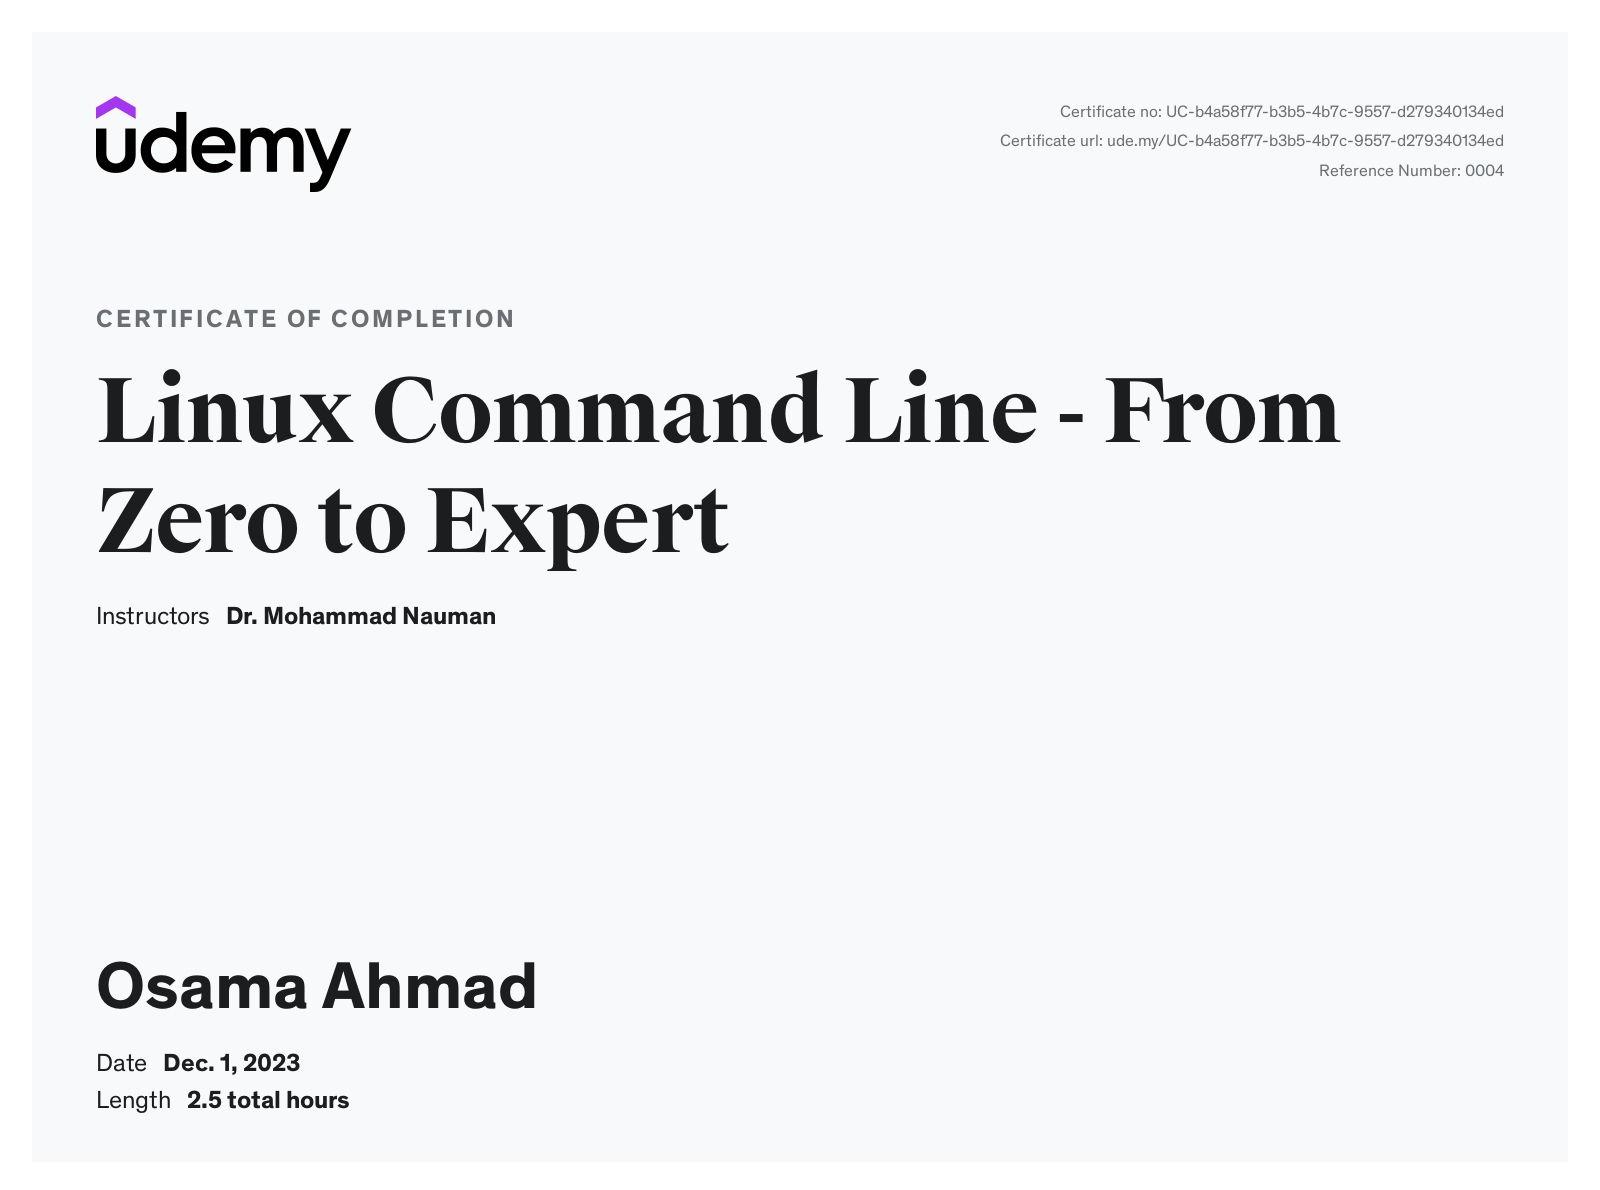 udemy
Certificate no: UC-b4a58f77-b3b5-4b7c-9557-d279340134ed
Certificate url: ude.my/UC-b4a58f77-b3b5-4b7c-9557-d279340134ed
Reference Number: 0004
CERTIFICATE OF COMPLETION
Linux Command Line - From
Zero to Expert
Instructors Dr. Mohammad Nauman
Osama Ahmad
Date Dec. 1, 2023
Length 2.5 total hours